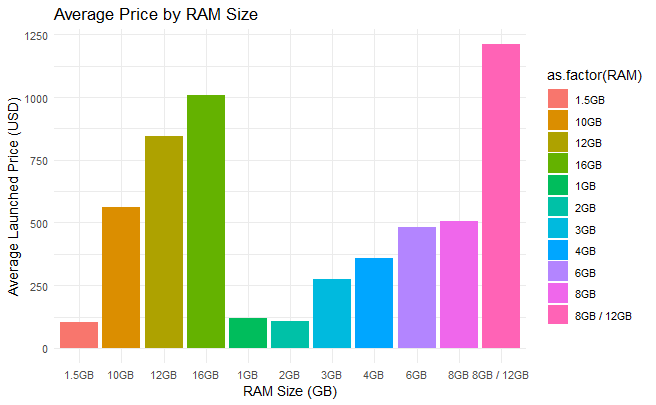 Average Price by RAM Size
1250
1000
750
500
250
0
Average Launched Price (USD)
1.5GB 10GB 12GB 16GB 1GB 2GB 3GB 4GB 6GB 8GB 8GB / 12GB
RAM Size (GB)
as.factor(RAM)
1.5GB
10GB
12GB
16GB
1GB
2GB
3GB
4GB
6GB
8GB
8GB / 12GB